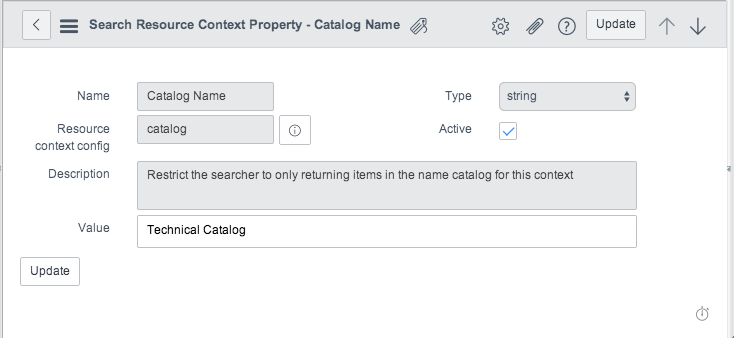 Search Resource Context Property - Catalog Name
Update
Name
Catalog Name
Type
string
Resource
context config
catalog
Active
Description
Restrict the searcher to only returning items in the name catalog for this context
Value
Technical Catalog
Update